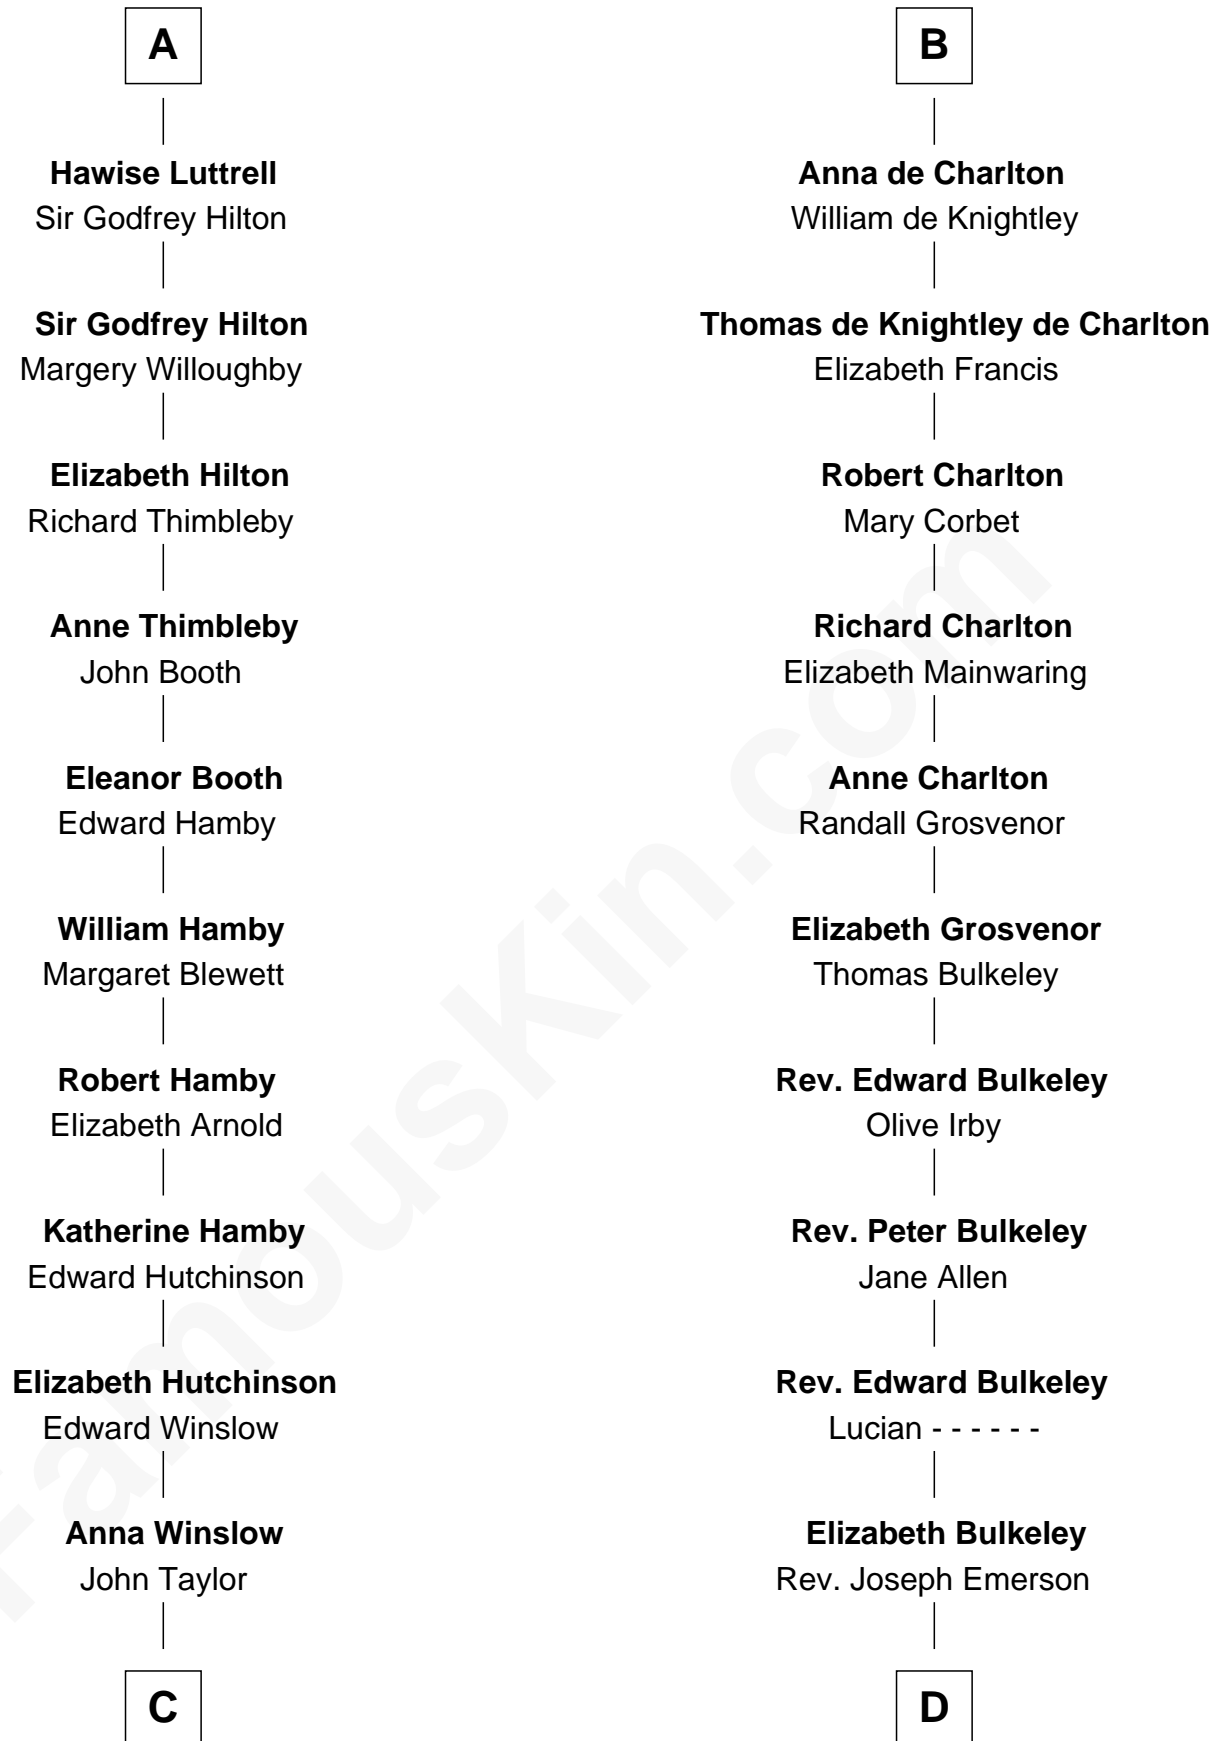 A
Hawise Luttrell
Sir Godfrey Hilton
Sir Godfrey Hilton
Margery Willoughby
Elizabeth Hilton
Richard Thimbleby
Anne Thimbleby
John Booth
Eleanor Booth
Edward Hamby
William Hamby
Margaret Blewett
Robert Hamby
Elizabeth Arnold
Katherine Hamby
Edward Hutchinson
Elizabeth Hutchinson
Edward Winslow
Anna Winslow
John Taylor
C
B
Anna de Charlton
William de Knightley
Thomas de Knightley de Charlton
Elizabeth Francis
Robert Charlton
Mary Corbet
Richard Charlton
Elizabeth Mainwaring
Anne Charlton
Randall Grosvenor
Elizabeth Grosvenor
Thomas Bulkeley
Rev. Edward Bulkeley
Olive Irby
Rev. Peter Bulkeley
Jane Allen
Rev. Edward Bulkeley
Lucian - - - - - -
Elizabeth Bulkeley
Rev. Joseph Emerson
D
FamousKin.com